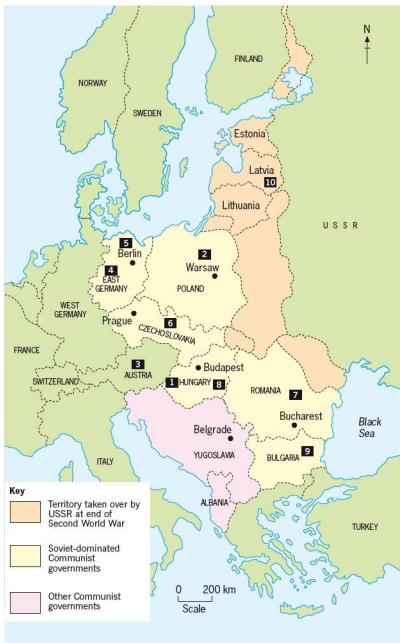 N
FINLAND
NORWAY
SWEDEN
Estonia
Latvia
10
Lithuania
U S S R
5
Berlin
2
4
Warsaw
EAST
GERMANY
POLAND
WEST
GERMANY
Prague
6
CZECHOSLOVAKIA
FRANCE
3
AUSTRIA
Budapest
SWITZERLAND
1
HUNGARY
8
ROMANIA
7
Bucharest
Black
Sea
Belgrade
YUGOSLAVIA
9
BULGARIA
ITALY
ALBANIA
TURKEY
Key
Territory taken over by
USSR at end of
Second World War
Soviet-dominated
Communist
governments
Other Communist
governments
0 200 km
Scale